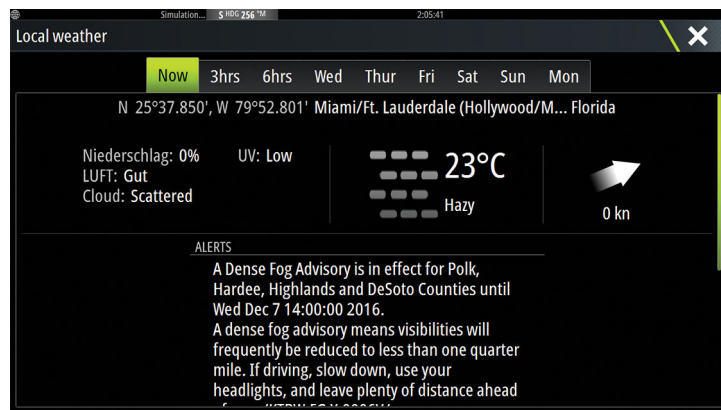 Simulation... S HDG 256 °M 2:05:41
Local weather
Now 3hrs 6hrs Wed Thur Fri Sat Sun Mon
N 25°37.850', W 79°52.801' Miami/Ft. Lauderdale (Hollywood/M... Florida
Niederschlag: 0% UV: Low
LUFT: Gut
Cloud: Scattered
23°C
Hazy
0 kn
ALERTS
A Dense Fog Advisory is in effect for Polk,
Hardee, Highlands and DeSoto Counties until
Wed Dec 7 14:00:00 2016.
A dense fog advisory means visibilities will
frequently be reduced to less than one quarter
mile. If driving, slow down, use your
headlights, and leave plenty of distance ahead